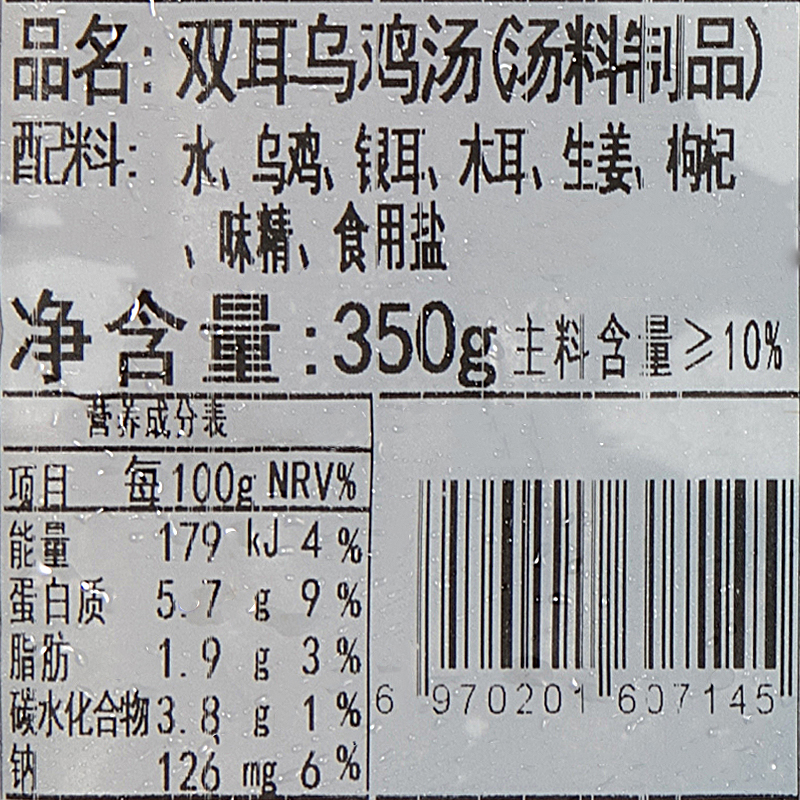 品名：双耳乌鸡汤(汤料制品)
配料：水、乌鸡、银耳、木耳、生姜、枸杞
、味精、食用盐
净含量：350g 主料含量≥10%
营养成分表
项目 每100g NRV%
能量 179 kJ 4 %
蛋白质 5.7 g 9 %
脂肪 1.9 g 3 %
碳水化合物 3.8 g 1 %
钠 126 mg 6 %
6 970201 607145